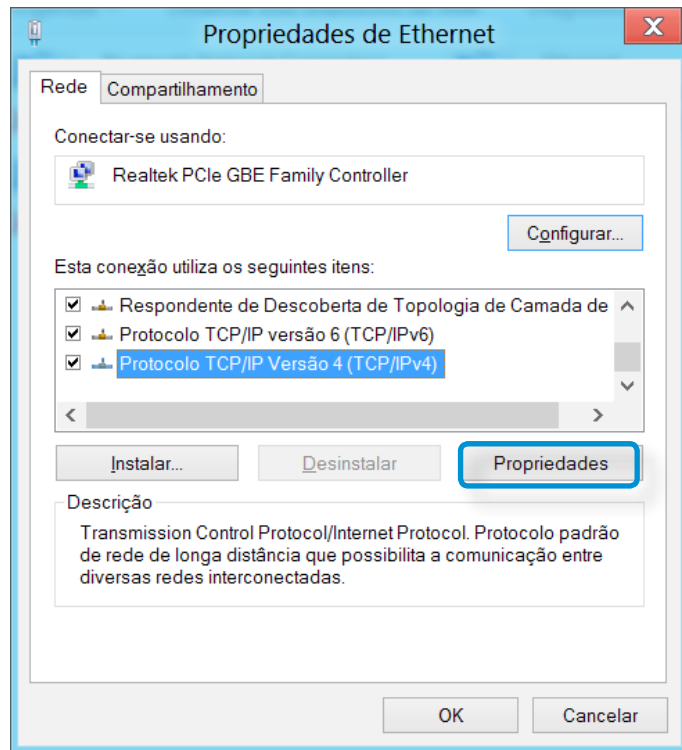 Propriedades de Ethernet
X
Rede
Compartilhamento
Conectar-se usando:
Realtek PCIe GBE Family Controller
Configurar...
Esta conexão utiliza os seguintes itens:
Respondente de Descoberta de Topologia de Camada de
Protocolo TCP/IP versão 6 (TCP/IPv6)
Protocolo TCP/IP Versão 4 (TCP/IPv4)
Instalar...
Desinstalar
Propriedades
Descrição
Transmission Control Protocol/Internet Protocol. Protocolo padrão
de rede de longa distância que possibilita a comunicação entre
diversas redes interconectadas.
OK
Cancelar